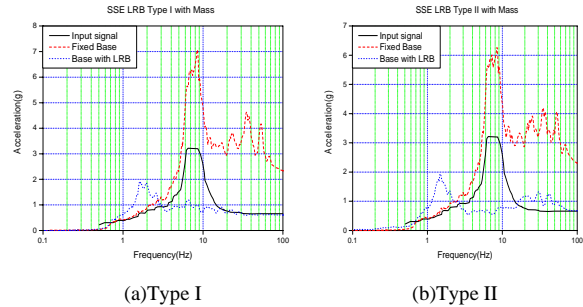 SSE LRB Type I with Mass
Input signal
Fixed Base
Base with LRB
Acceleration(g)
8
7
6
5
4
3
2
1
0
0.1
1
10
100
Frequency(Hz)
(a)Type I
SSE LRB Type II with Mass
Input signal
Fixed Base
Base with LRB
Acceleration(g)
7
6
5
4
3
2
1
0
0.1
1
10
100
Frequency(Hz)
(b)Type II